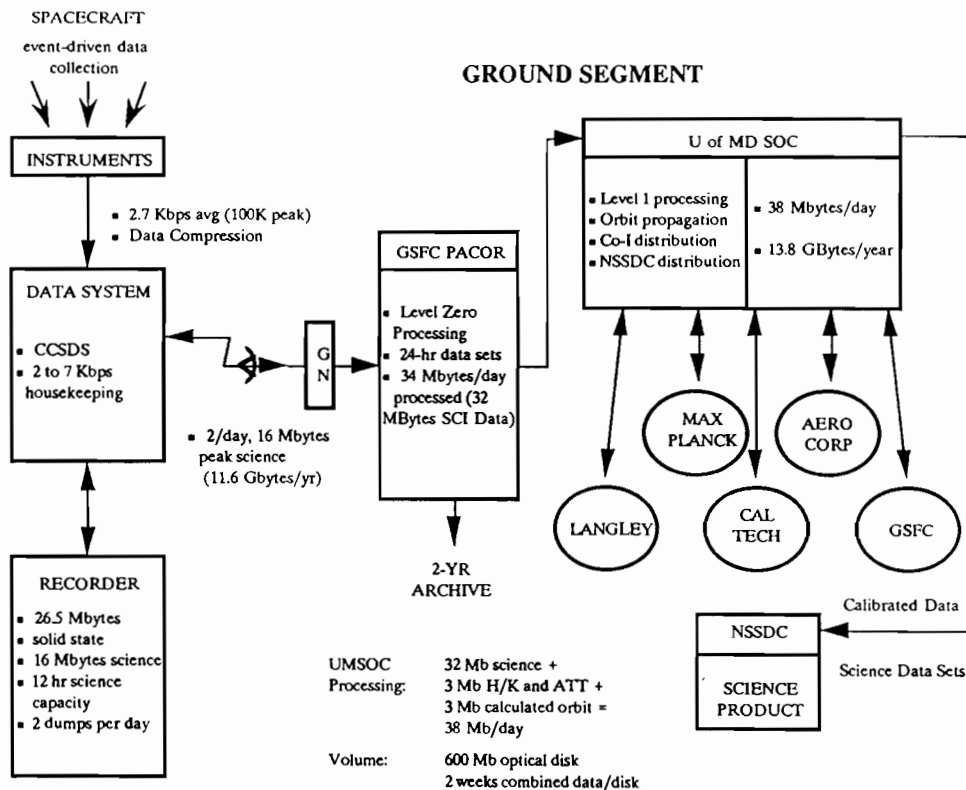 SPACECRAFT
event-driven data
collection
INSTRUMENTS
▪ 2.7 Kbps avg (100K peak)
▪ Data Compression
DATA SYSTEM
▪ CCSDS
▪ 2 to 7 Kbps
housekeeping
RECORDER
▪ 26.5 Mbytes
▪ solid state
▪ 16 Mbytes science
▪ 12 hr science
capacity
▪ 2 dumps per day
GROUND SEGMENT
G
N
▪ 2/day, 16 Mbytes
peak science
(11.6 Gbytes/yr)
GSFC PACOR
▪ Level Zero
Processing
▪ 24-hr data sets
▪ 34 Mbytes/day
processed (32
MBytes SCI Data)
2-YR
ARCHIVE
U of MD SOC
▪ Level 1 processing
▪ Orbit propagation
▪ Co-I distribution
▪ NSSDC distribution
▪ 38 Mbytes/day
▪ 13.8 GBytes/year
LANGLEY
MAX
PLANCK
CAL
TECH
AERO
CORP
GSFC
Calibrated Data
Science Data Sets
NSSDC
SCIENCE
PRODUCT
UMSOC 32 Mb science +
Processing: 3 Mb H/K and ATT +
3 Mb calculated orbit =
38 Mb/day
Volume: 600 Mb optical disk
2 weeks combined data/disk